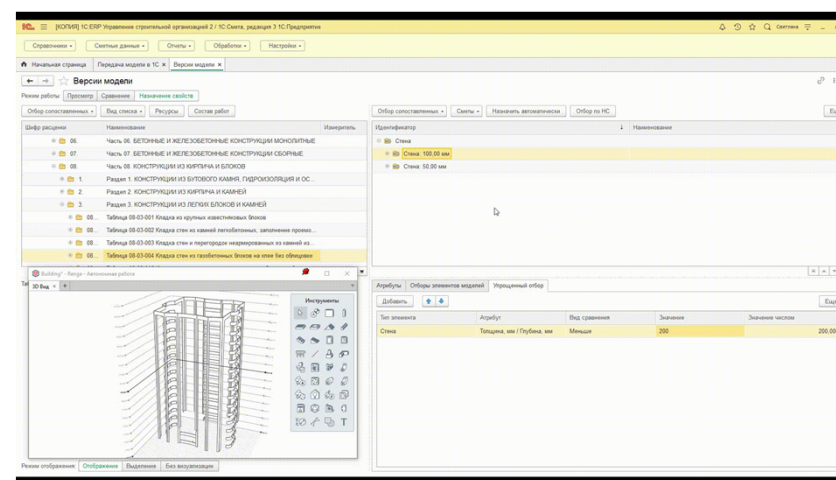 1С [КОПИЯ] 1С:ERP Управление строительной организацией 2 / 1С Смета, редакция 3 1С:Предприятие
Светлана
Справочники Сметные данные Отчеты Обработки Настройки
Начальная страница Передача модели в 1С × Версии модели ×
Версии модели
Режим работы: Просмотр Сравнение Назначение свойств
Отбор сопоставленных Вид списка Ресурсы Состав работ
Отбор сопоставленных Сметы Назначить автоматически Отбор по НС
Шифр расценки Наименование Измеритель
Идентификатор ↓ Наименование
06. Часть 06. БЕТОННЫЕ И ЖЕЛЕЗОБЕТОННЫЕ КОНСТРУКЦИИ МОНОЛИТНЫЕ
Стена
07. Часть 07. БЕТОННЫЕ И ЖЕЛЕЗОБЕТОННЫЕ КОНСТРУКЦИИ СБОРНЫЕ
Стена: 100,00 мм
08. Часть 08. КОНСТРУКЦИИ ИЗ КИРПИЧА И БЛОКОВ
Стена: 50,00 мм
1. Раздел 1. КОНСТРУКЦИИ ИЗ БУТОВОГО КАМНЯ, ГИДРОИЗОЛЯЦИЯ И ОС...
2. Раздел 2. КОНСТРУКЦИИ ИЗ КИРПИЧА И КАМНЕЙ
3. Раздел 3. КОНСТРУКЦИИ ИЗ ЛЕГКИХ БЛОКОВ И КАМНЕЙ
08... Таблица 08-03-001 Кладка из крупных известняковых блоков
08... Таблица 08-03-002 Кладка стен из камней легкобетонных, заполнение проемо...
08... Таблица 08-03-003 Кладка стен и перегородок неармированных из камней из...
08... Таблица 08-03-004 Кладка стен из газобетонных блоков на клее без облицовки
Building* - Renga - Автономная работа
3D Вид × +
Инструменты
Атрибуты Отборы элементов моделей Упрощенный отбор
Добавить
Тип элемента Атрибут Вид сравнения Значение Значение числом
Стена Толщина, мм / Глубина, мм Меньше 200 200,00
Режим отображения: Отображение Выделение Без визуализации